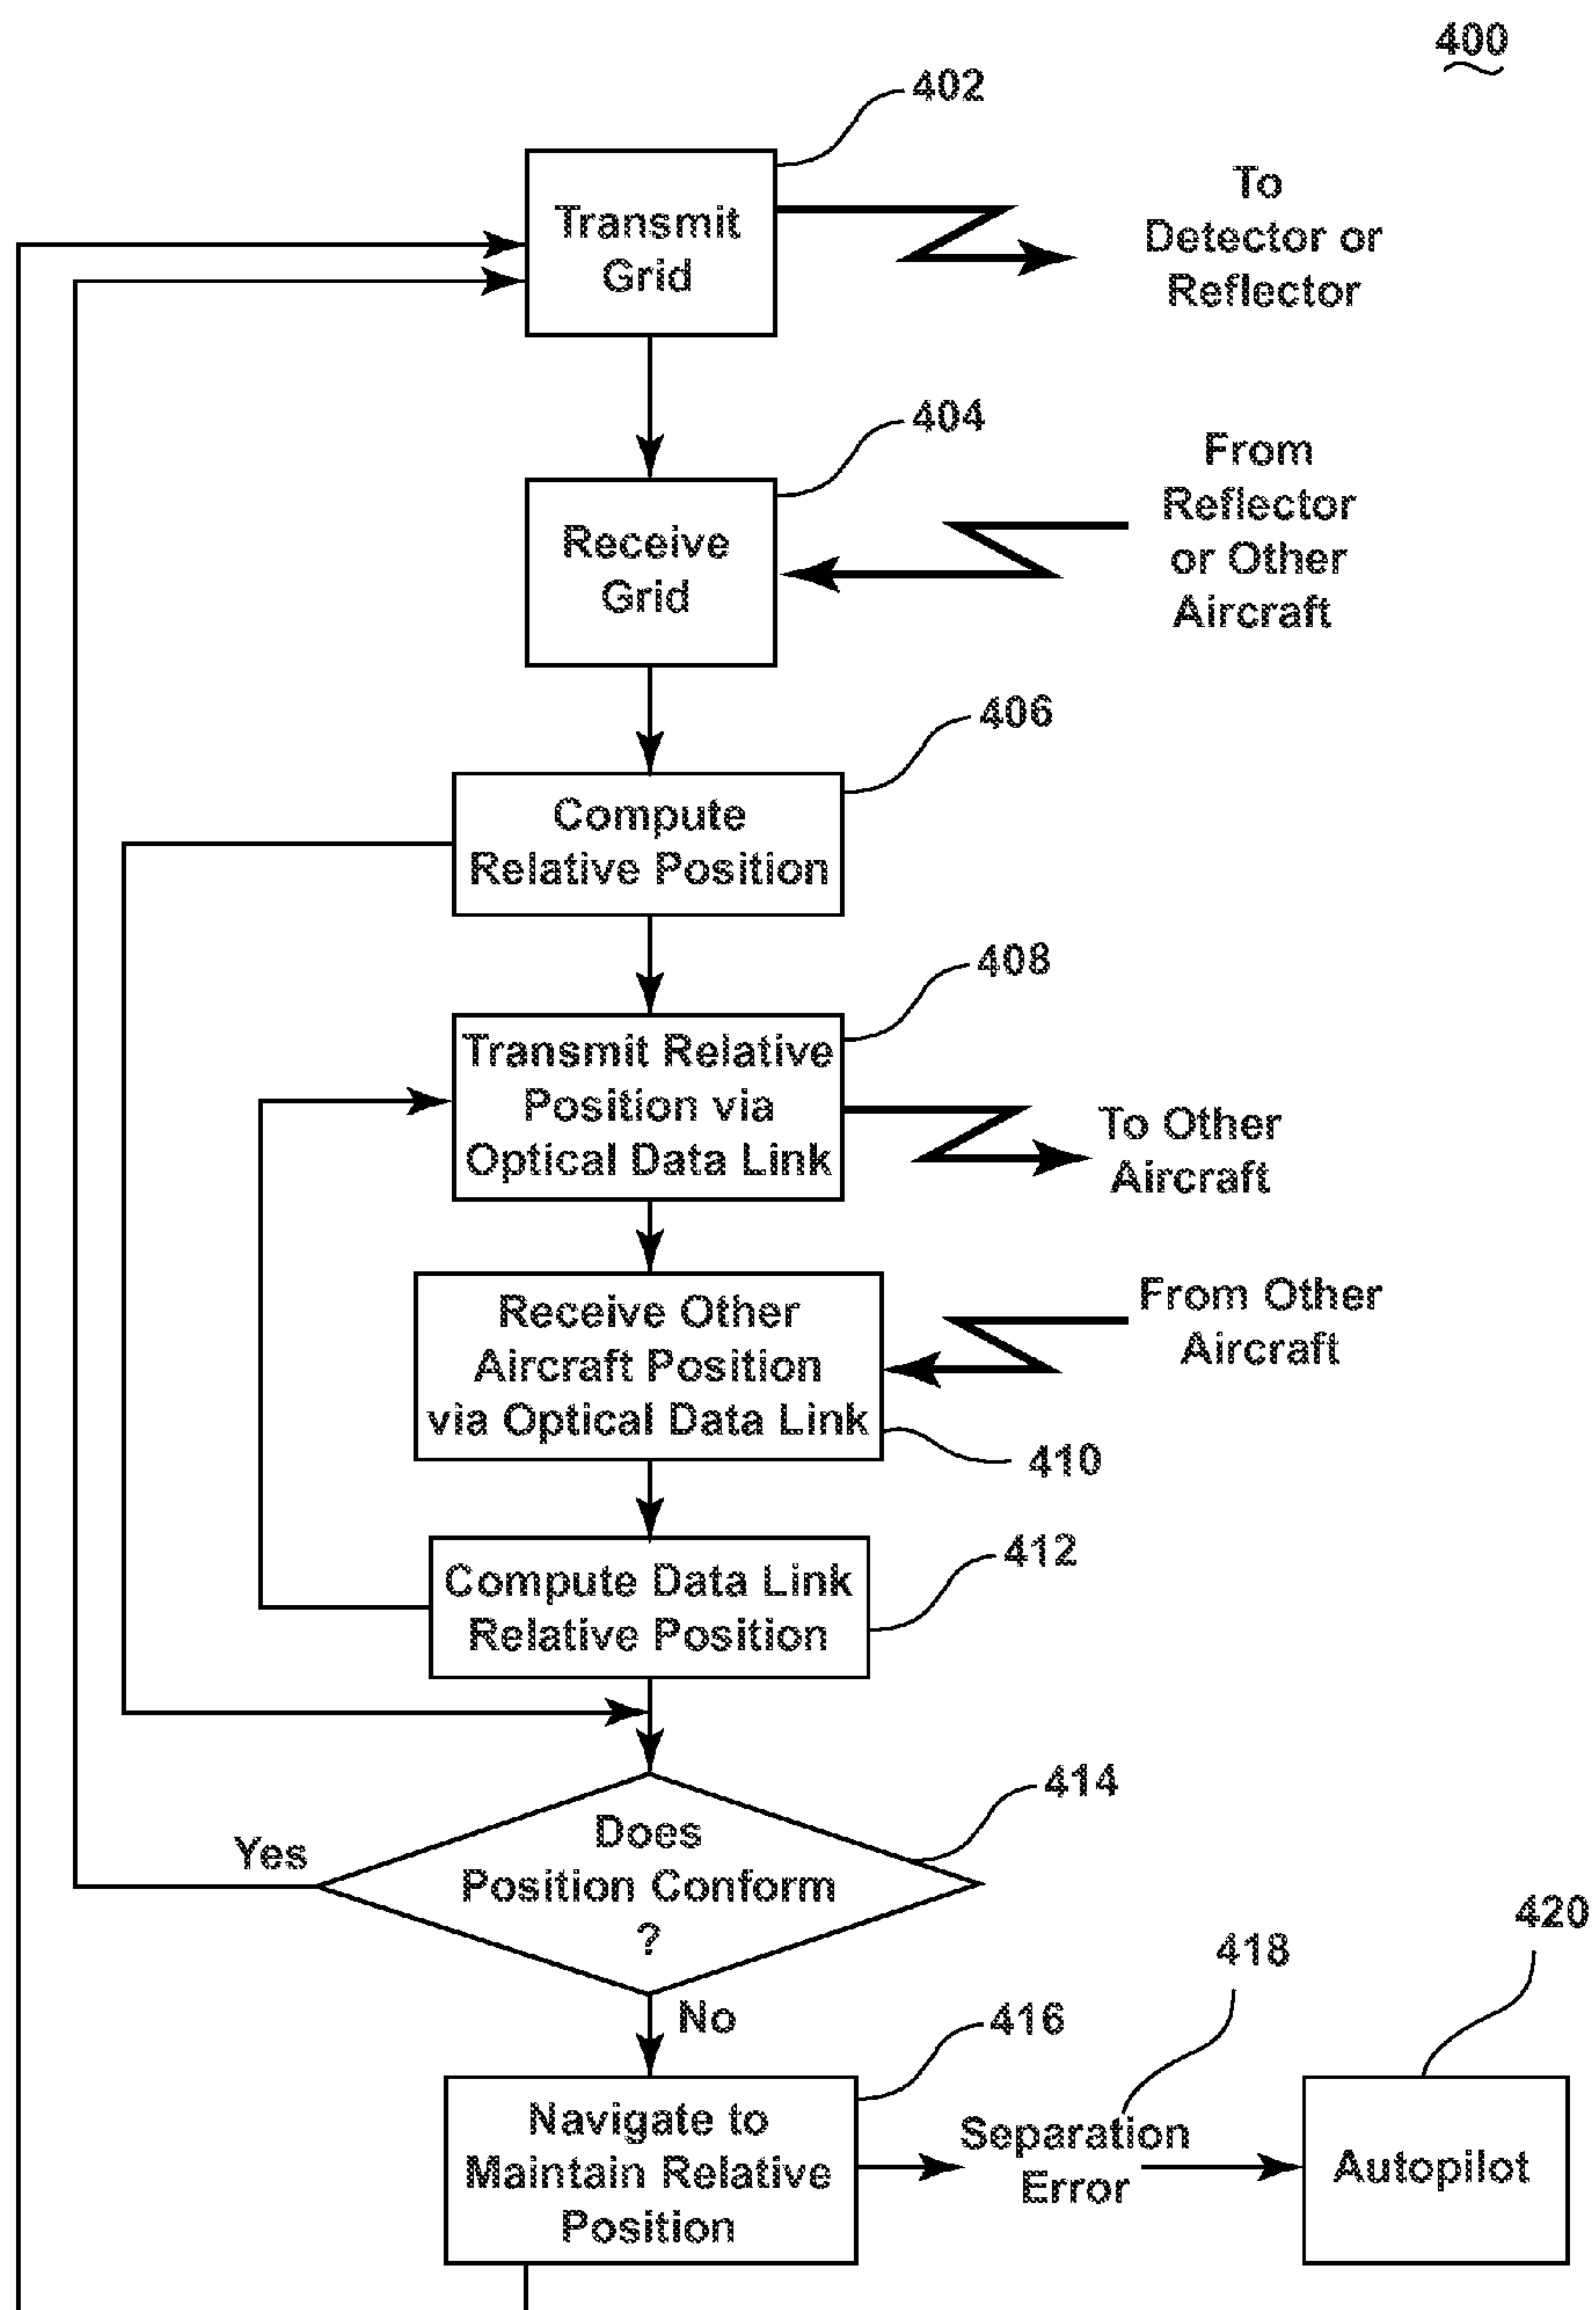 400
402
Transmit
Grid
To
Detector or
Reflector
404
Receive
Grid
From
Reflector
or Other
Aircraft
406
Compute
Relative Position
408
Transmit Relative
Position via
Optical Data Link
To Other
Aircraft
Receive Other
Aircraft Position
via Optical Data Link
From Other
Aircraft
410
412
Compute Data Link
Relative Position
414
Does
Position Conform
?
Yes
No
416
Navigate to
Maintain Relative
Position
418
Separation
Error
420
Autopilot